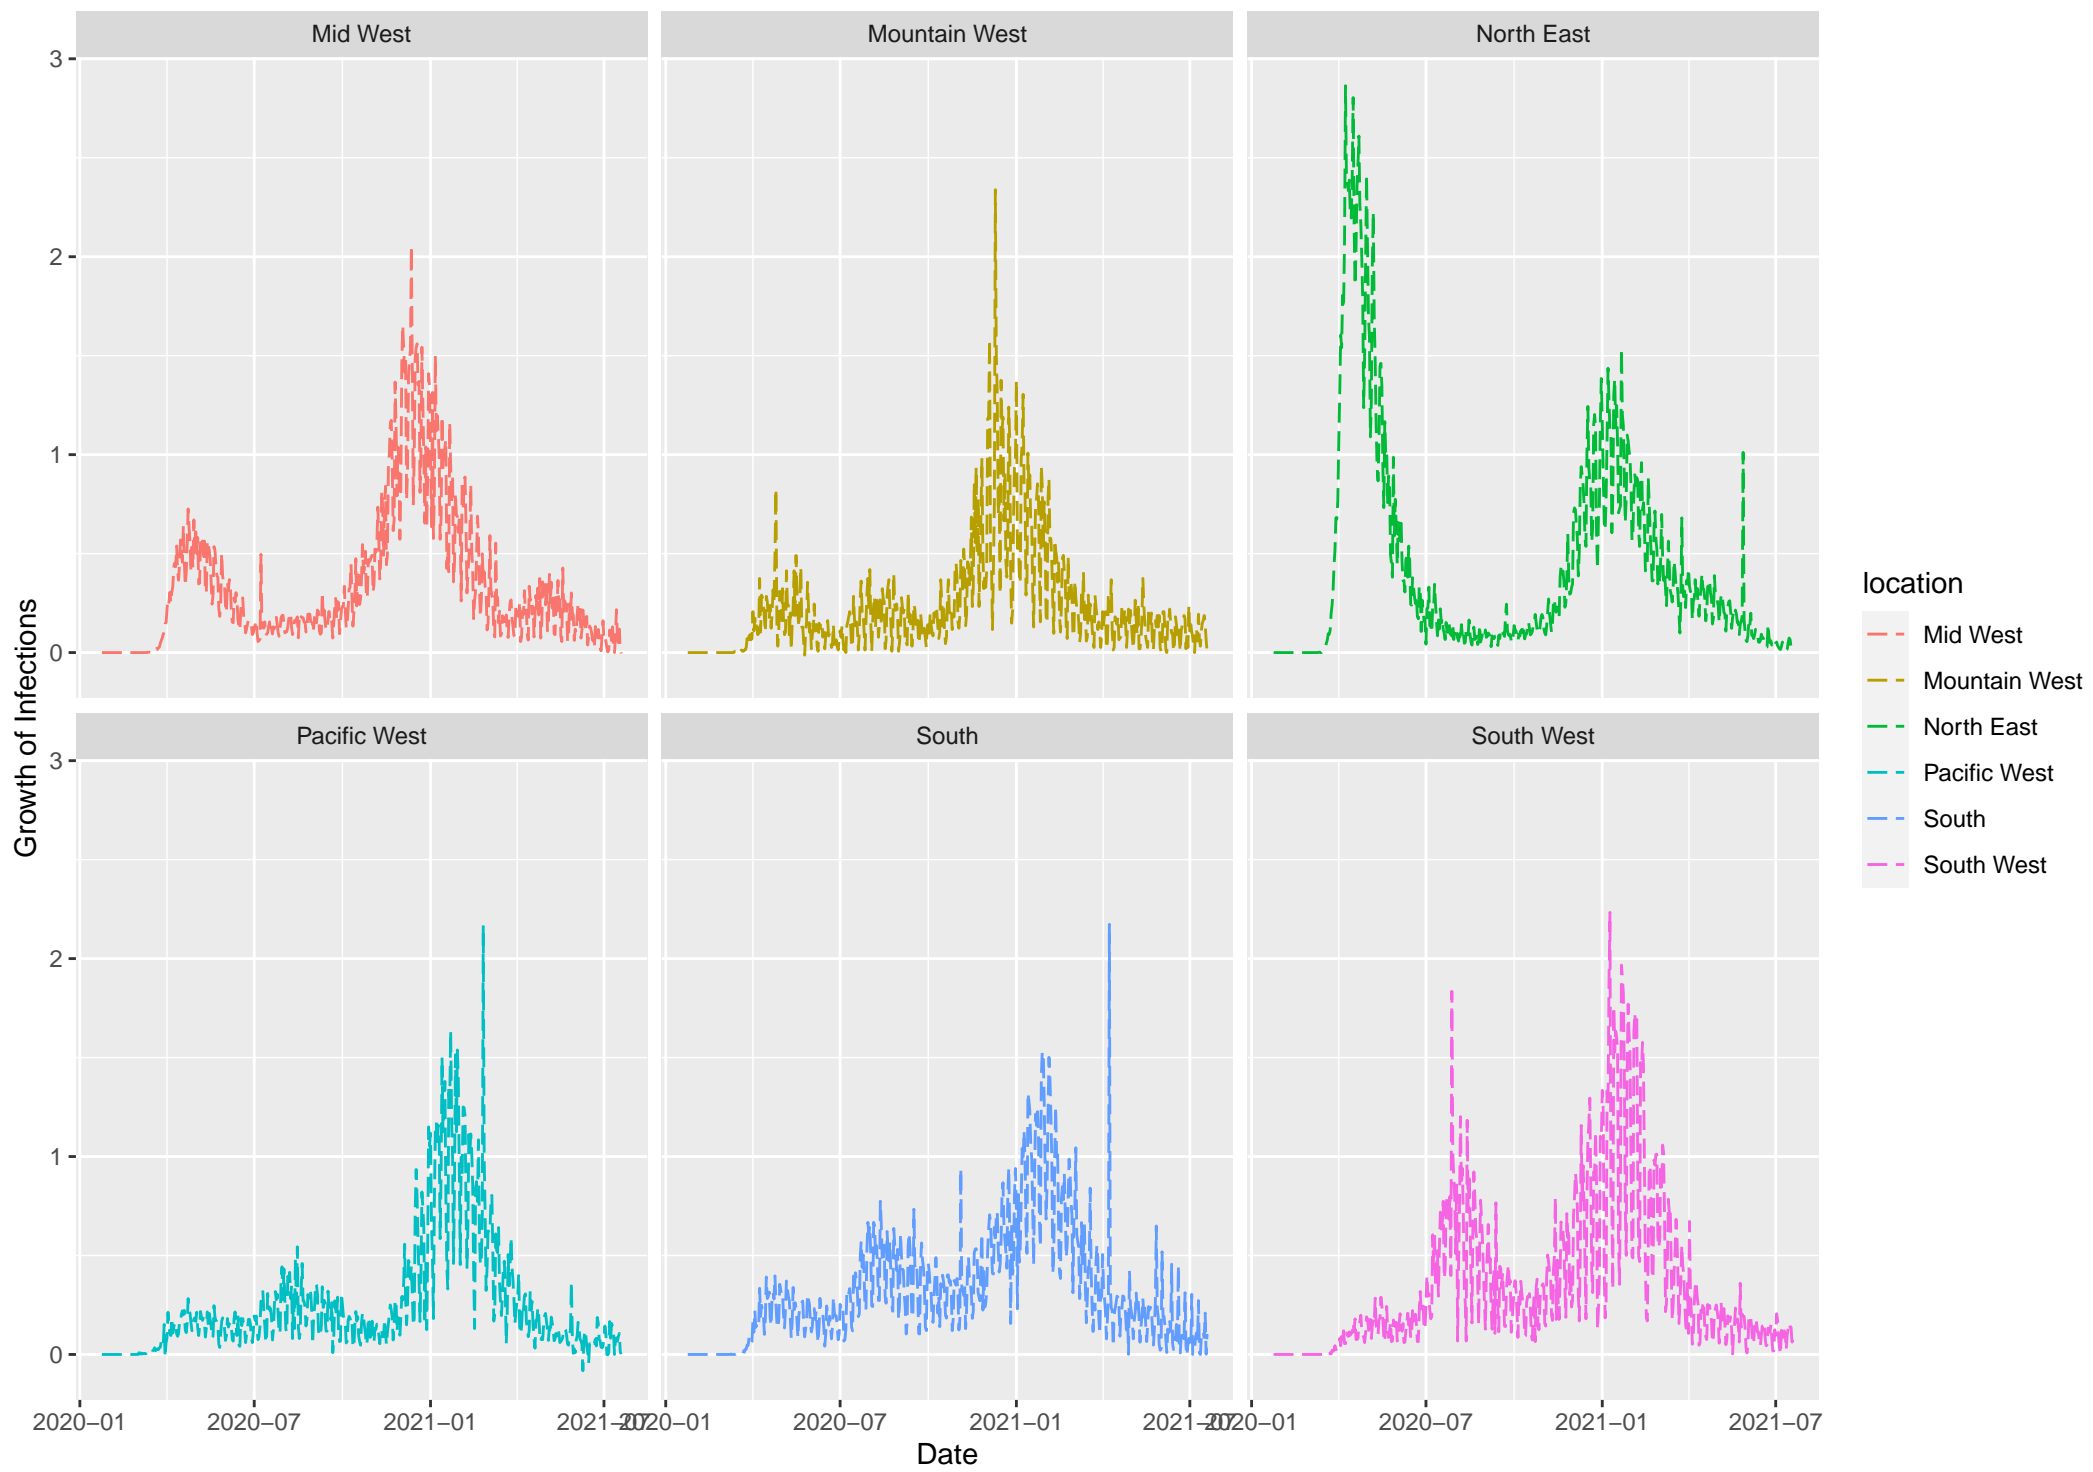 Mid West
Mountain West
North East
3
2
1
0
Growth of Infections
Pacific West
South
South West
3
2
1
0
2020–01
2020–07
2021–01
2021–07
2020–01
2020–07
2021–01
2021–07
2020–01
2020–07
2021–01
2021–07
Date
location
Mid West
Mountain West
North East
Pacific West
South
South West